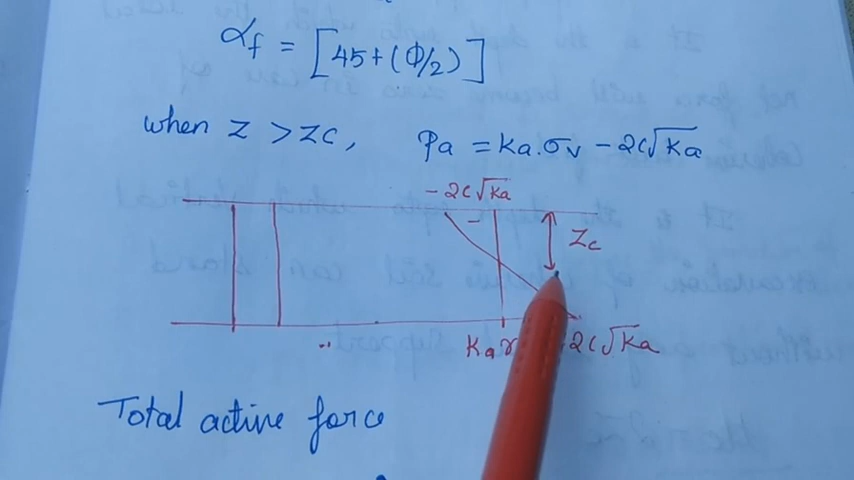 αf = [45+(Φ/2)]
when z > zc, Pa = Ka.σv - 2C√Ka
-2C√Ka
-
Zc
Kaγ 2C√Ka
Total active force